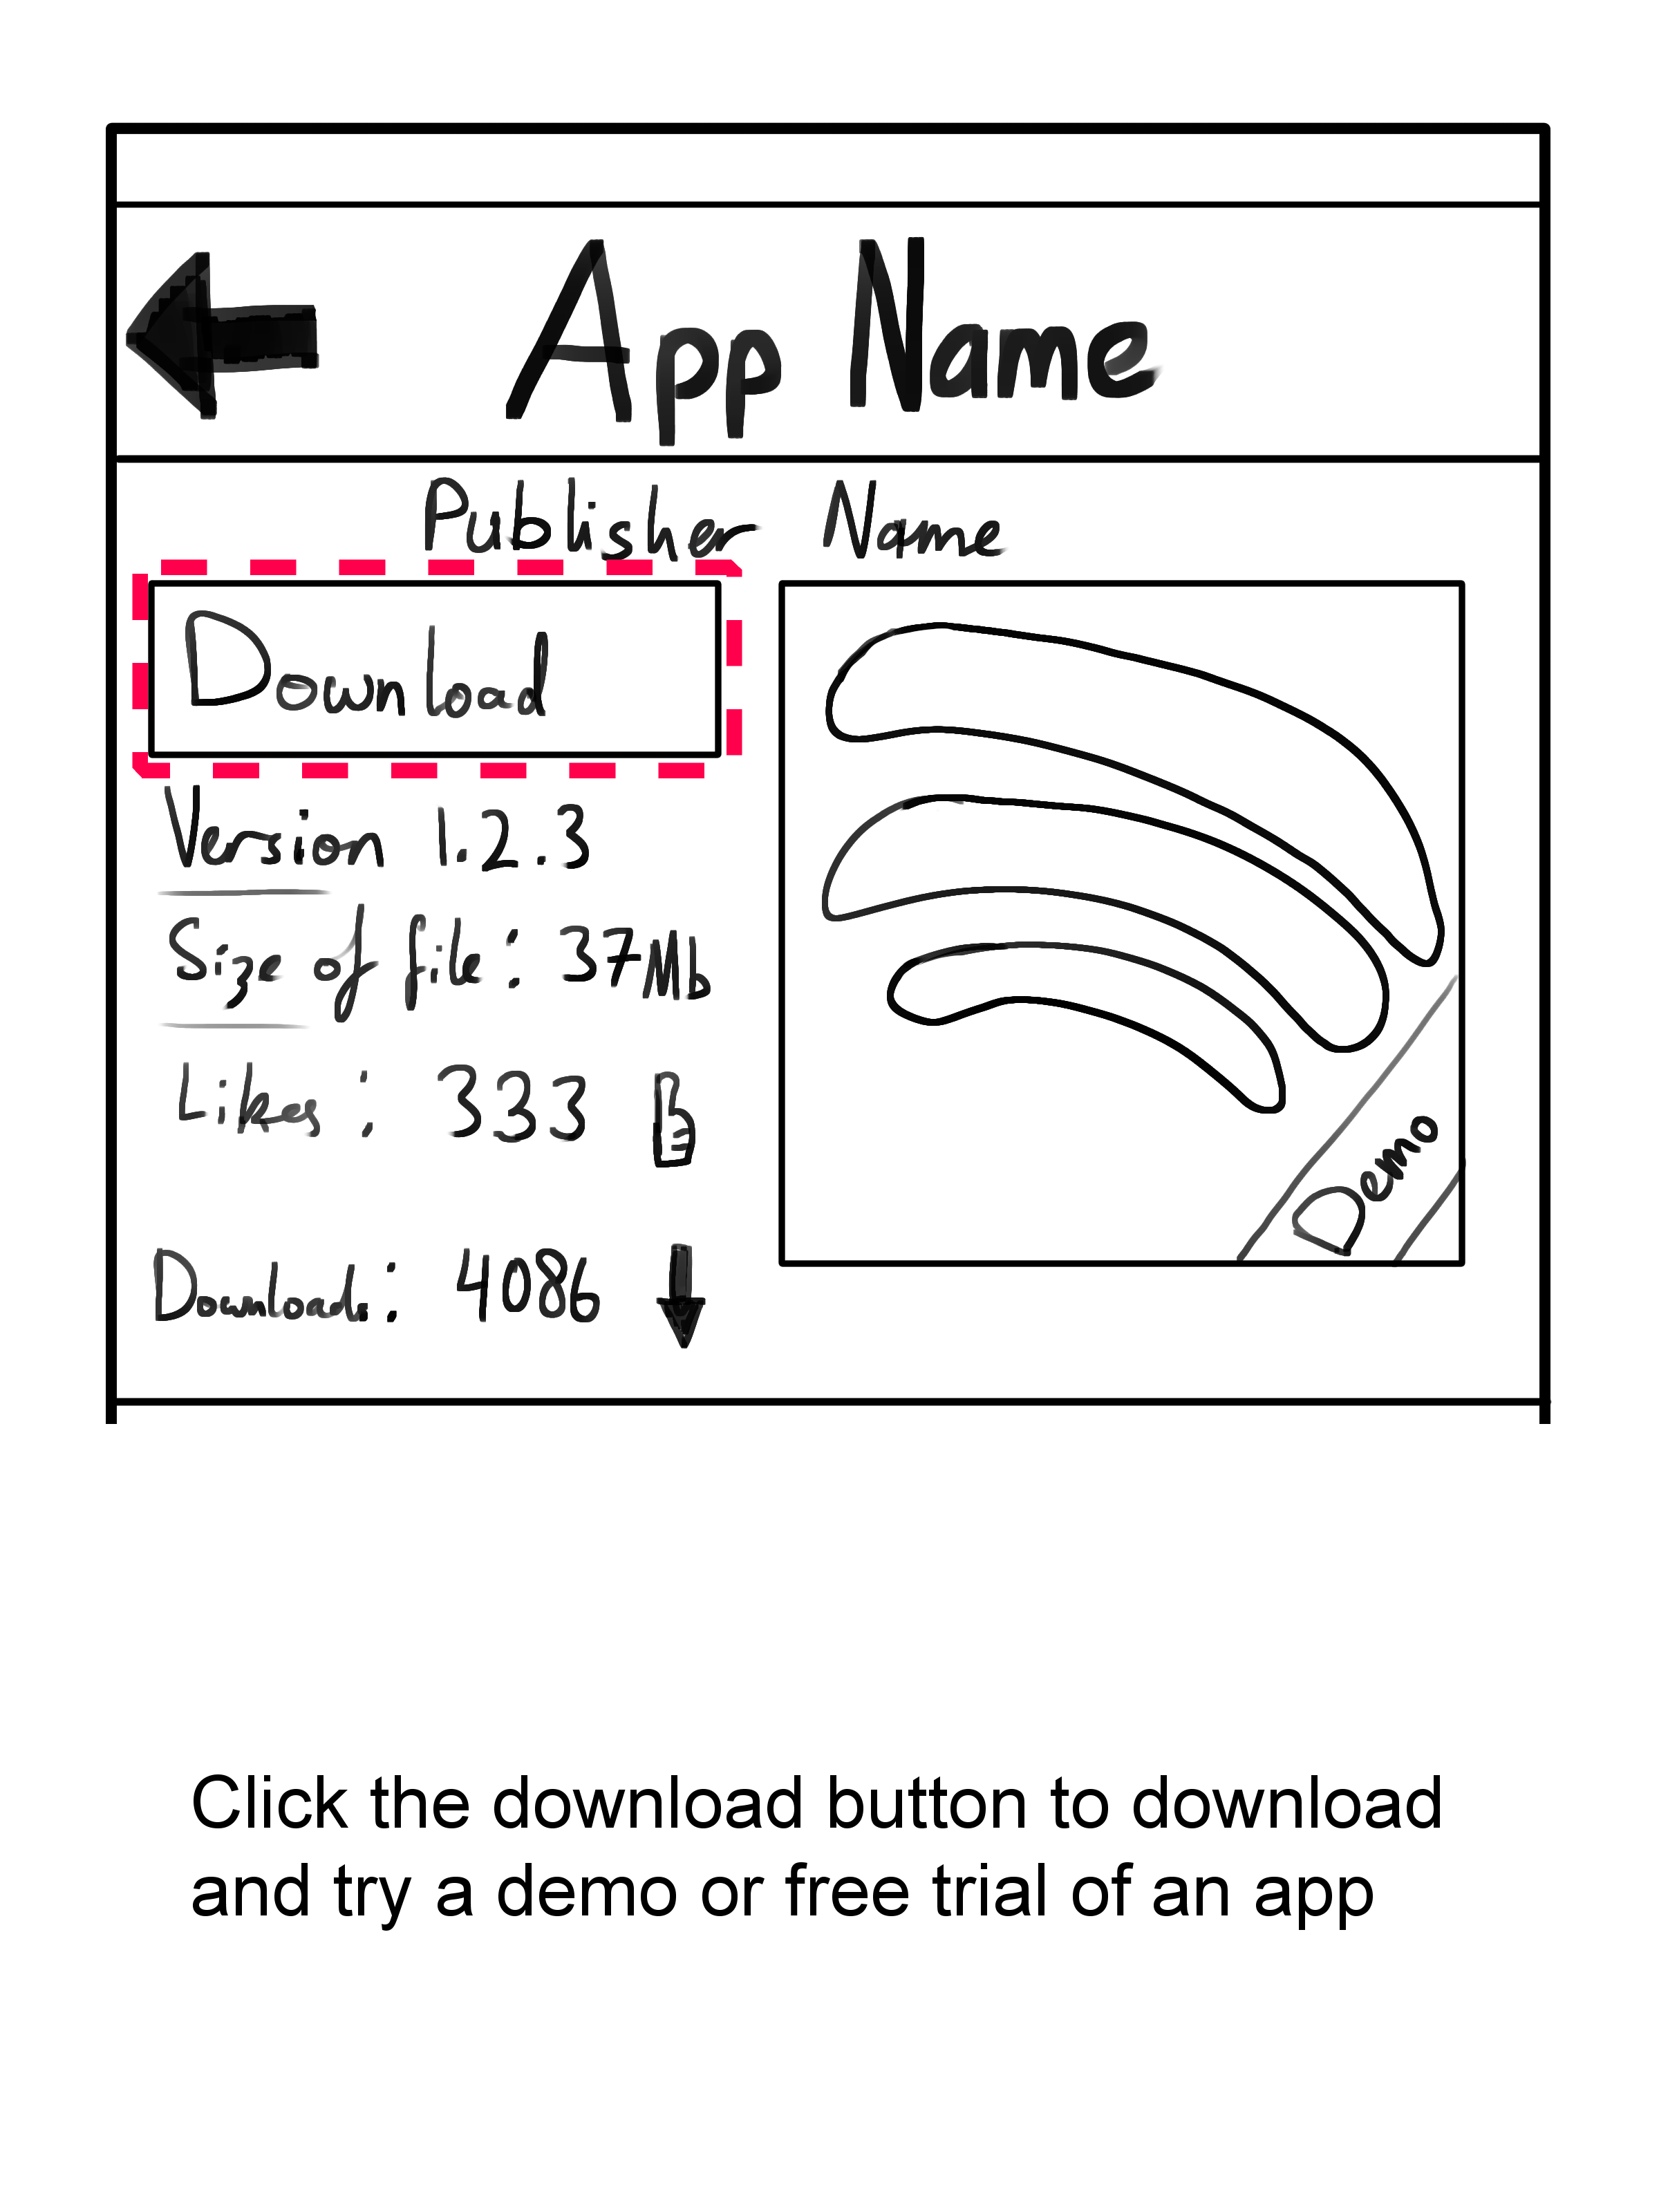 App Name
Publisher Name
Download
Version 1.2.3
Size of file: 37Mb
Likes: 333
Downloads: 4086
Demo
Click the download button to download
and try a demo or free trial of an app